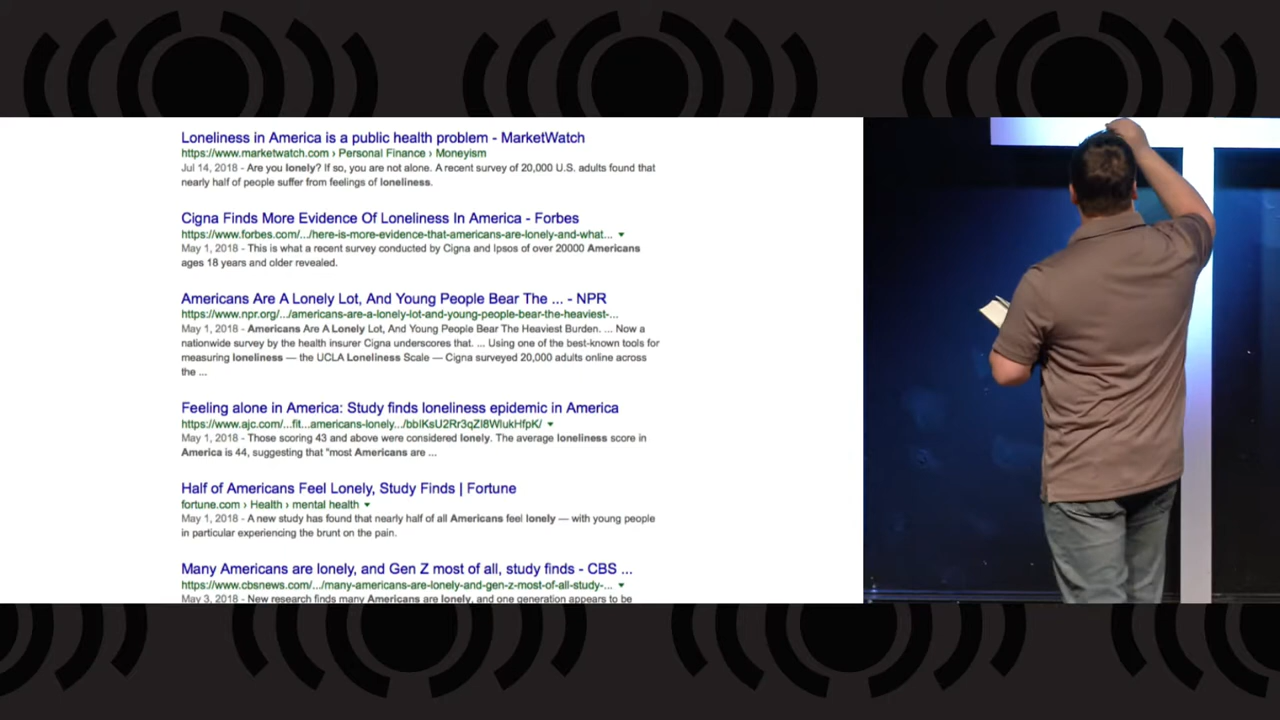 Loneliness in America is a public health problem - MarketWatch
https://www.marketwatch.com › Personal Finance › Moneyism
Jul 14, 2018 - Are you lonely? If so, you are not alone. A recent survey of 20,000 U.S. adults found that
nearly half of people suffer from feelings of loneliness.
Cigna Finds More Evidence Of Loneliness In America - Forbes
https://www.forbes.com/.../here-is-more-evidence-that-americans-are-lonely-and-what...
May 1, 2018 - This is what a recent survey conducted by Cigna and Ipsos of over 20000 Americans
ages 18 years and older revealed.
Americans Are A Lonely Lot, And Young People Bear The ... - NPR
https://www.npr.org/.../americans-are-a-lonely-lot-and-young-people-bear-the-heaviest-...
May 1, 2018 - Americans Are A Lonely Lot, And Young People Bear The Heaviest Burden. ... Now a
nationwide survey by the health insurer Cigna underscores that. ... Using one of the best-known tools for
measuring loneliness — the UCLA Loneliness Scale — Cigna surveyed 20,000 adults online across
the ...
Feeling alone in America: Study finds loneliness epidemic in America
https://www.ajc.com/...fit...americans-lonely.../bbIKsU2Rr3qZI8WlukHfpK/
May 1, 2018 - Those scoring 43 and above were considered lonely. The average loneliness score in
America is 44, suggesting that "most Americans are ...
Half of Americans Feel Lonely, Study Finds | Fortune
fortune.com › Health › mental health
May 1, 2018 - A new study has found that nearly half of all Americans feel lonely — with young people
in particular experiencing the brunt on the pain.
Many Americans are lonely, and Gen Z most of all, study finds - CBS ...
https://www.cbsnews.com/.../many-americans-are-lonely-and-gen-z-most-of-all-study-...
May 3, 2018 - New research finds many Americans are lonely, and one generation appears to be